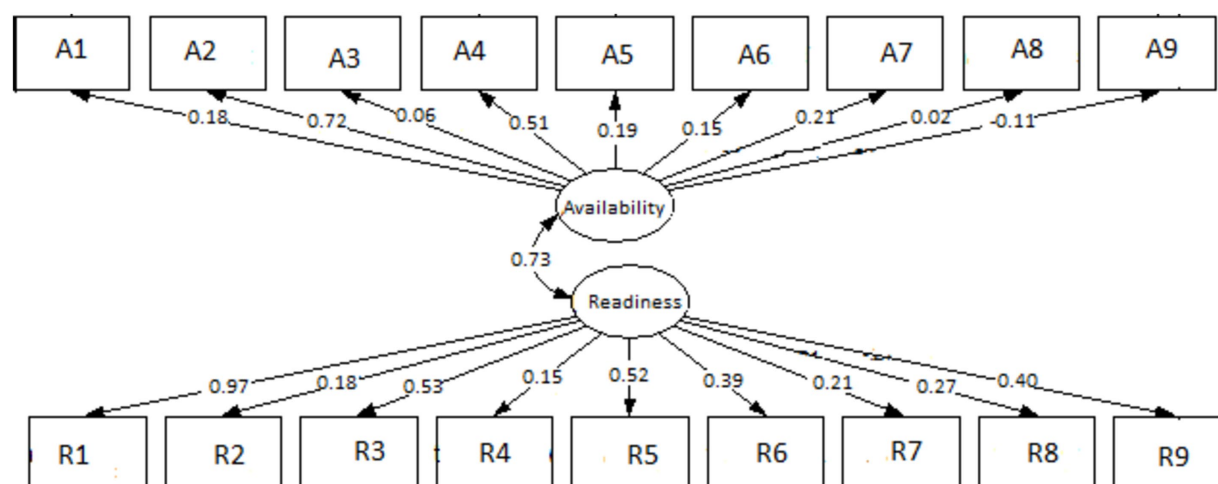 A1 A2 A3 A4 A5 A6 A7 A8 A9
0.18 0.72 0.06 0.51 0.19 0.15 0.21 0.02 -0.11
Availability
0.73
Readiness
0.97 0.18 0.53 0.15 0.52 0.39 0.21 0.27 0.40
R1 R2 R3 R4 R5 R6 R7 R8 R9